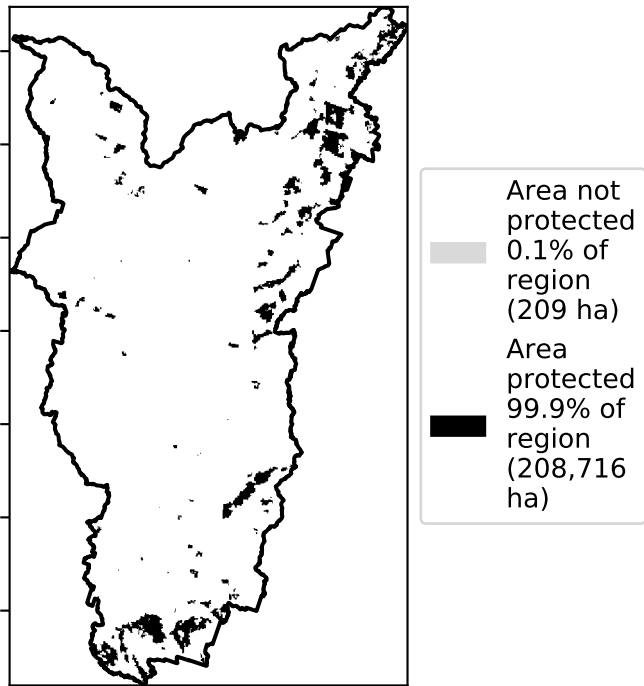 Area not
protected
0.1% of
region
(209 ha)
Area
protected
99.9% of
region
(208,716
ha)